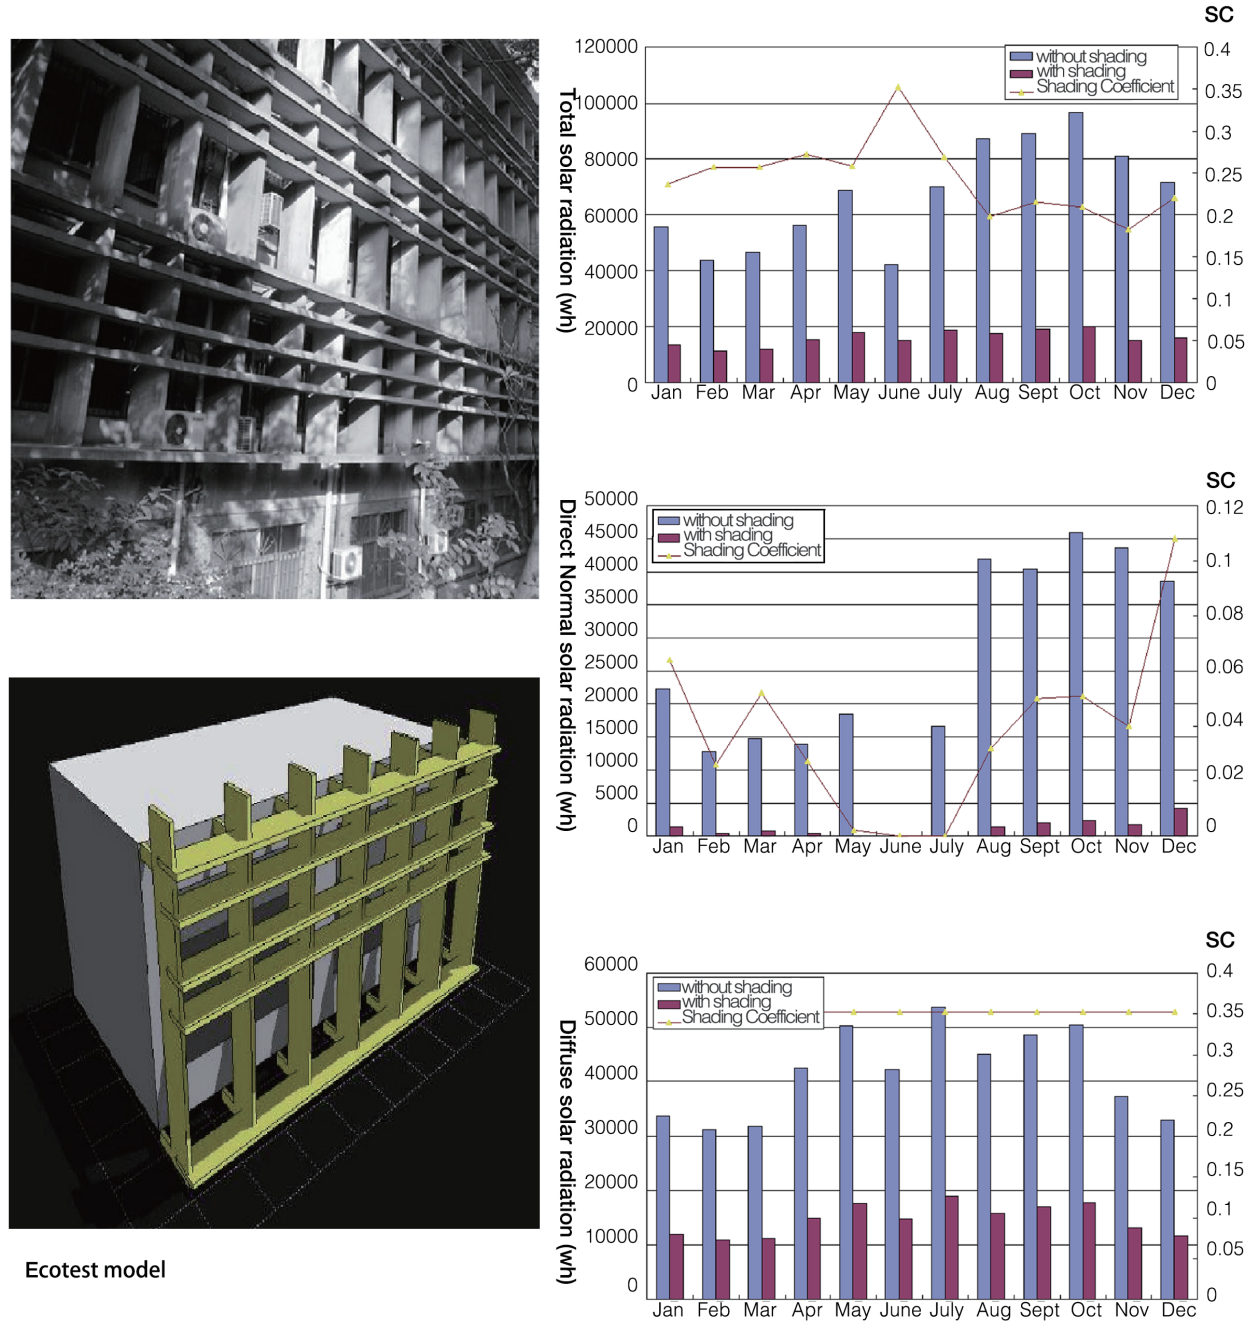 SC
120000
100000
80000
60000
40000
20000
0
Total solar radiation (wh)
without shading
with shading
Shading Coefficient
0.4
0.35
0.3
0.25
0.2
0.15
0.1
0.05
0
Jan Feb Mar Apr May June July Aug Sept Oct Nov Dec
SC
50000
45000
40000
35000
30000
25000
20000
15000
10000
5000
0
Direct Normal solar radiation (wh)
without shading
with shading
Shading Coefficient
0.12
0.1
0.08
0.06
0.04
0.02
0
Jan Feb Mar Apr May June July Aug Sept Oct Nov Dec
SC
60000
50000
40000
30000
20000
10000
0
Diffuse solar radiation (wh)
without shading
with shading
Shading Coefficient
0.4
0.35
0.3
0.25
0.2
0.15
0.1
0.05
0
Jan Feb Mar Apr May June July Aug Sept Oct Nov Dec
Ecotest model